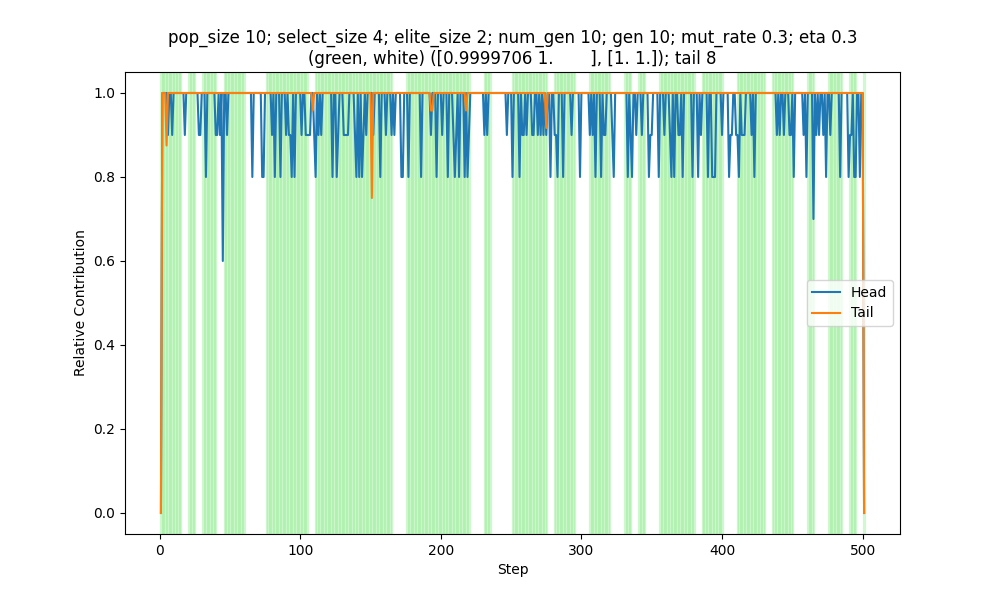 pop_size 10; select_size 4; elite_size 2; num_gen 10; gen 10; mut_rate 0.3; eta 0.3
(green, white) ([0.9999706 1.        ], [1. 1.]); tail 8
1.0
0.8
0.6
0.4
0.2
0.0
Relative Contribution
Head
Tail
0
100
200
300
400
500
Step